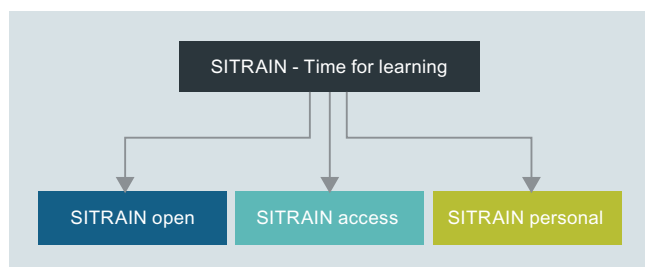 SITRAIN - Time for learning
SITRAIN open
SITRAIN access
SITRAIN personal